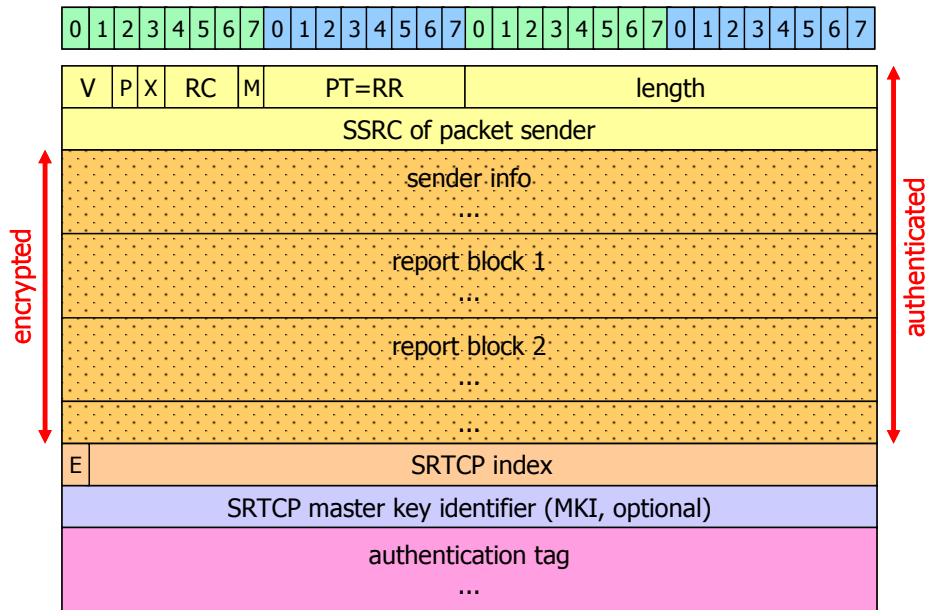 0 1 2 3 4 5 6 7 0 1 2 3 4 5 6 7 0 1 2 3 4 5 6 7 0 1 2 3 4 5 6 7
V P X RC M PT=RR length
SSRC of packet sender
sender info
...
report block 1
...
report block 2
...
...
E SRTCP index
SRTCP master key identifier (MKI, optional)
authentication tag
...
encrypted
authenticated